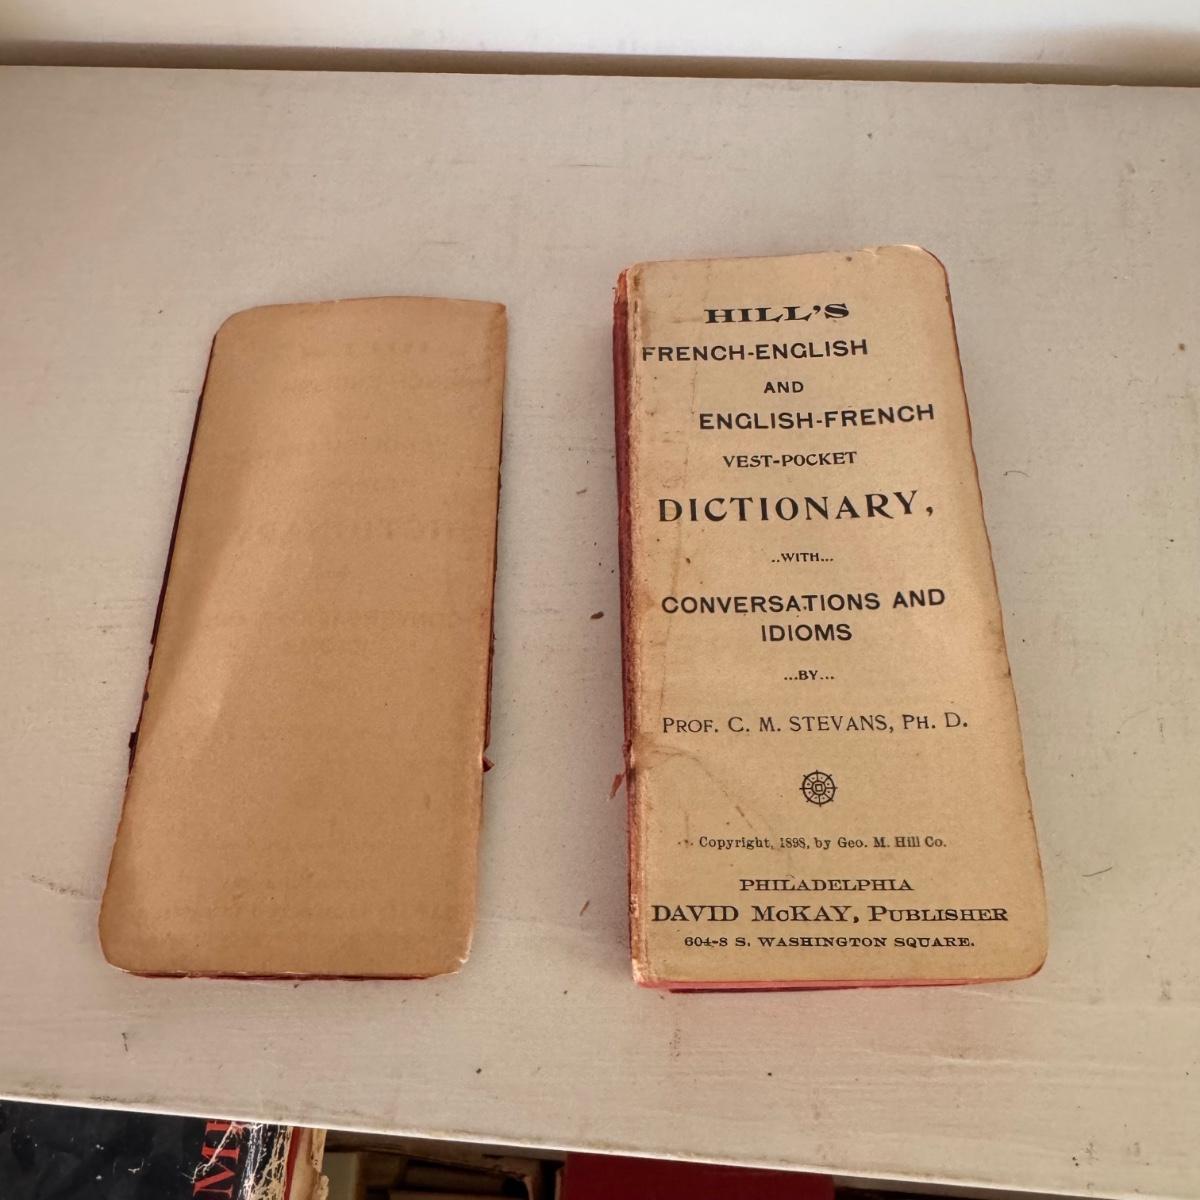 HILL'S
FRENCH-ENGLISH
AND
ENGLISH-FRENCH
VEST-POCKET
DICTIONARY,
..WITH...
CONVERSATIONS AND
IDIOMS
...BY...
PROF. C. M. STEVANS, PH. D.
Copyright, 1898, by Geo. M. Hill Co.
PHILADELPHIA
DAVID McKAY, PUBLISHER
604-8 S. WASHINGTON SQUARE.